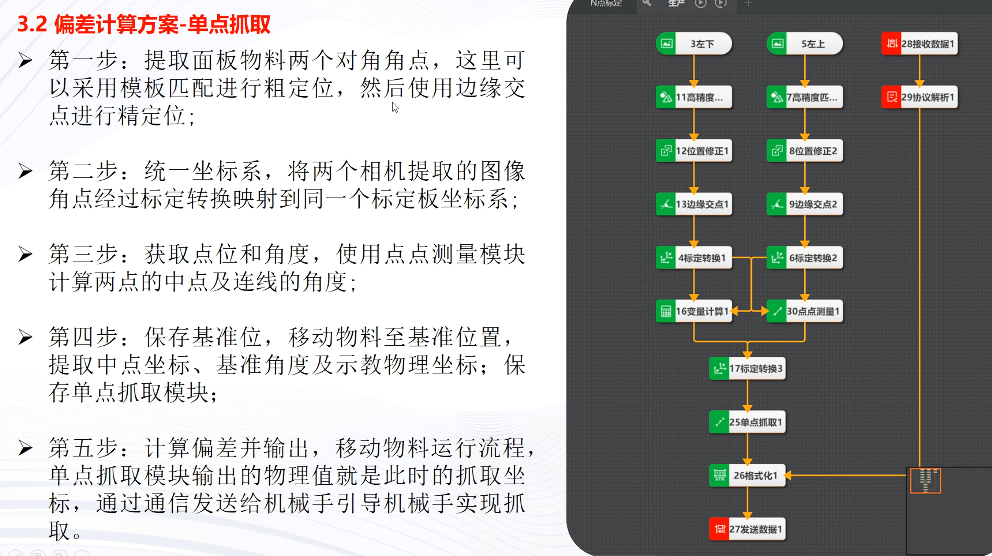 3.2 偏差计算方案-单点抓取
➢ 第一步：提取面板物料两个对角角点，这里可
以采用模板匹配进行粗定位，然后使用边缘交
点进行精定位;
➢ 第二步：统一坐标系，将两个相机提取的图像
角点经过标定转换映射到同一个标定板坐标系;
➢ 第三步：获取点位和角度，使用点点测量模块
计算两点的中点及连线的角度;
➢ 第四步：保存基准位，移动物料至基准位置，
提取中点坐标、基准角度及示教物理坐标；保
存单点抓取模块；
➢ 第五步：计算偏差并输出，移动物料运行流程，
单点抓取模块输出的物理值就是此时的抓取坐
标，通过通信发送给机械手引导机械手实现抓
取。
N点标定
生产
3左下
5左上
28接收数据1
11高精度...
7高精度匹...
29协议解析1
12位置修正1
8位置修正2
13边缘交点1
9边缘交点2
4标定转换1
6标定转换2
16变量计算1
30点点测量1
17标定转换3
25单点抓取1
26格式化1
27发送数据1